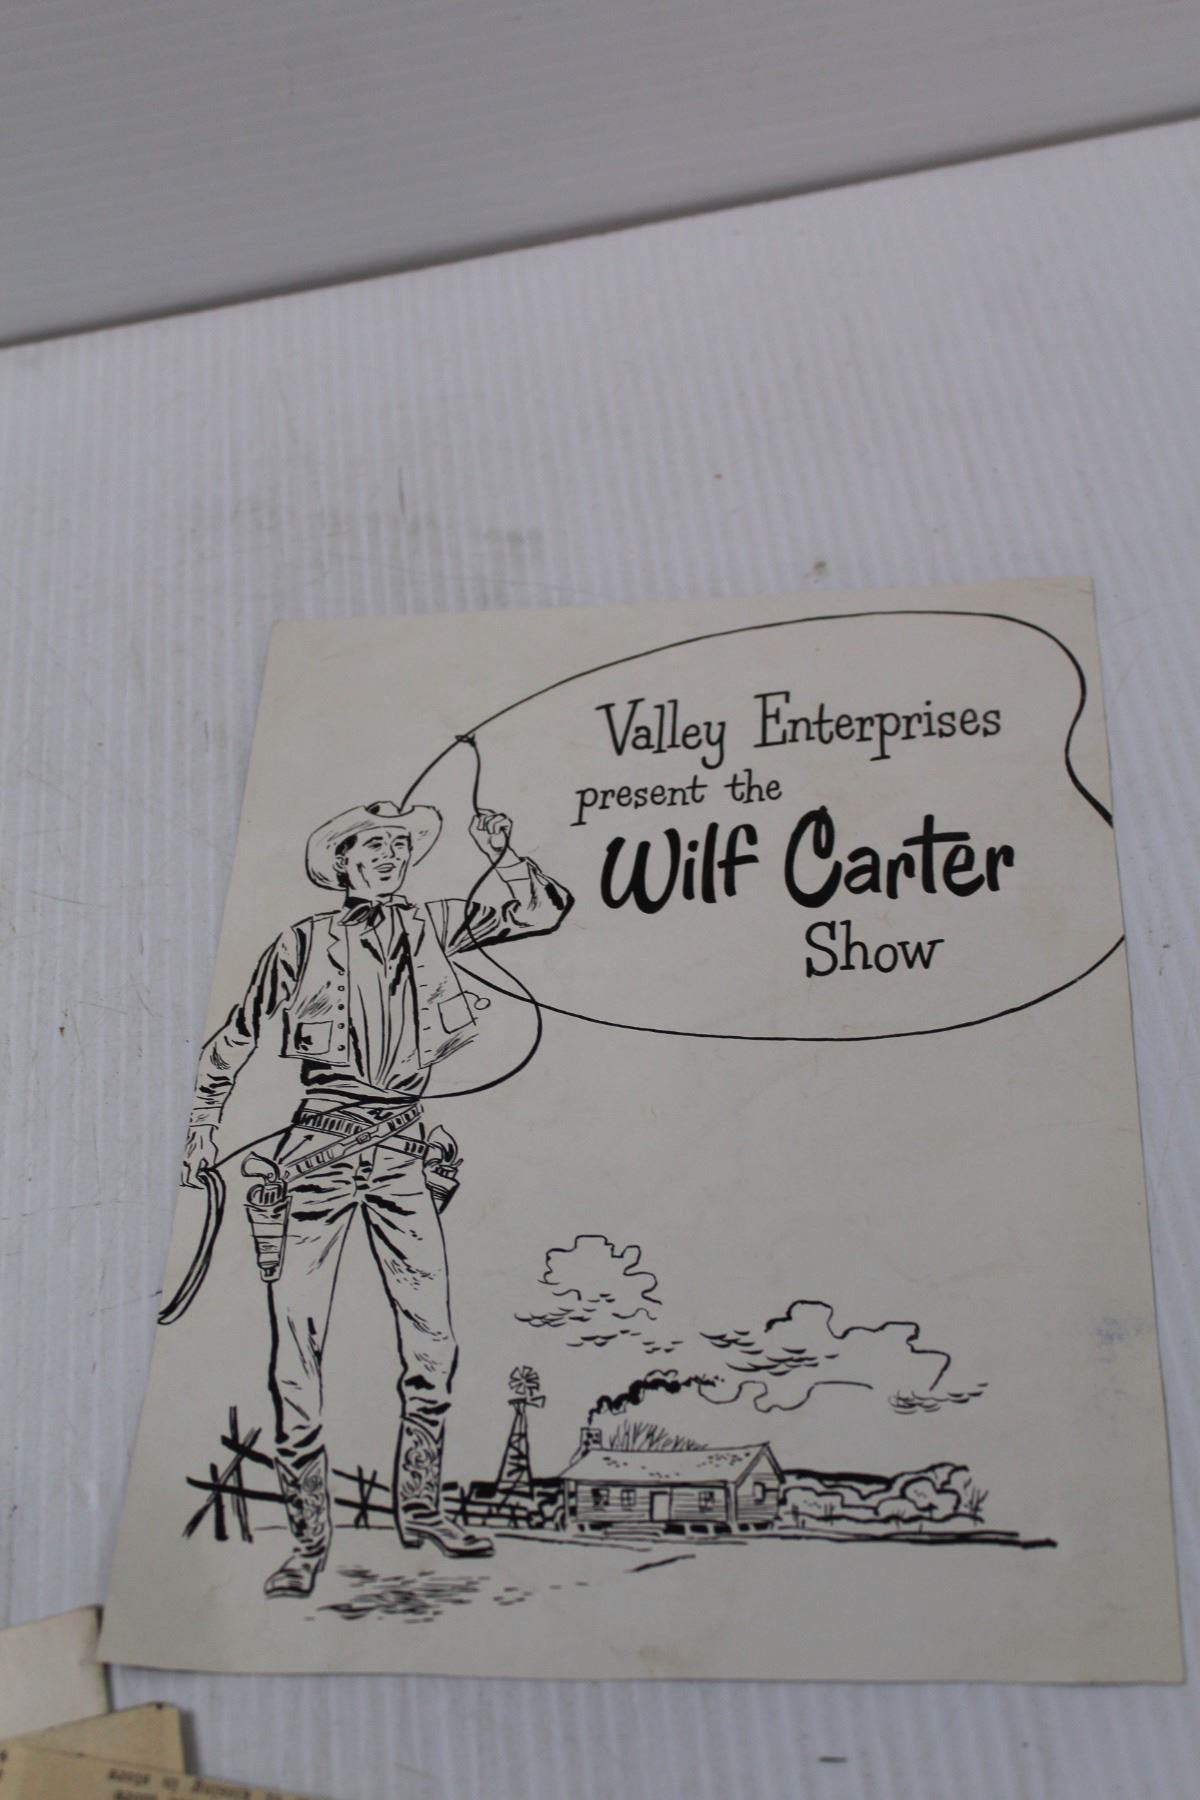 Valley Enterprises
present the
Wilf Carter
Show